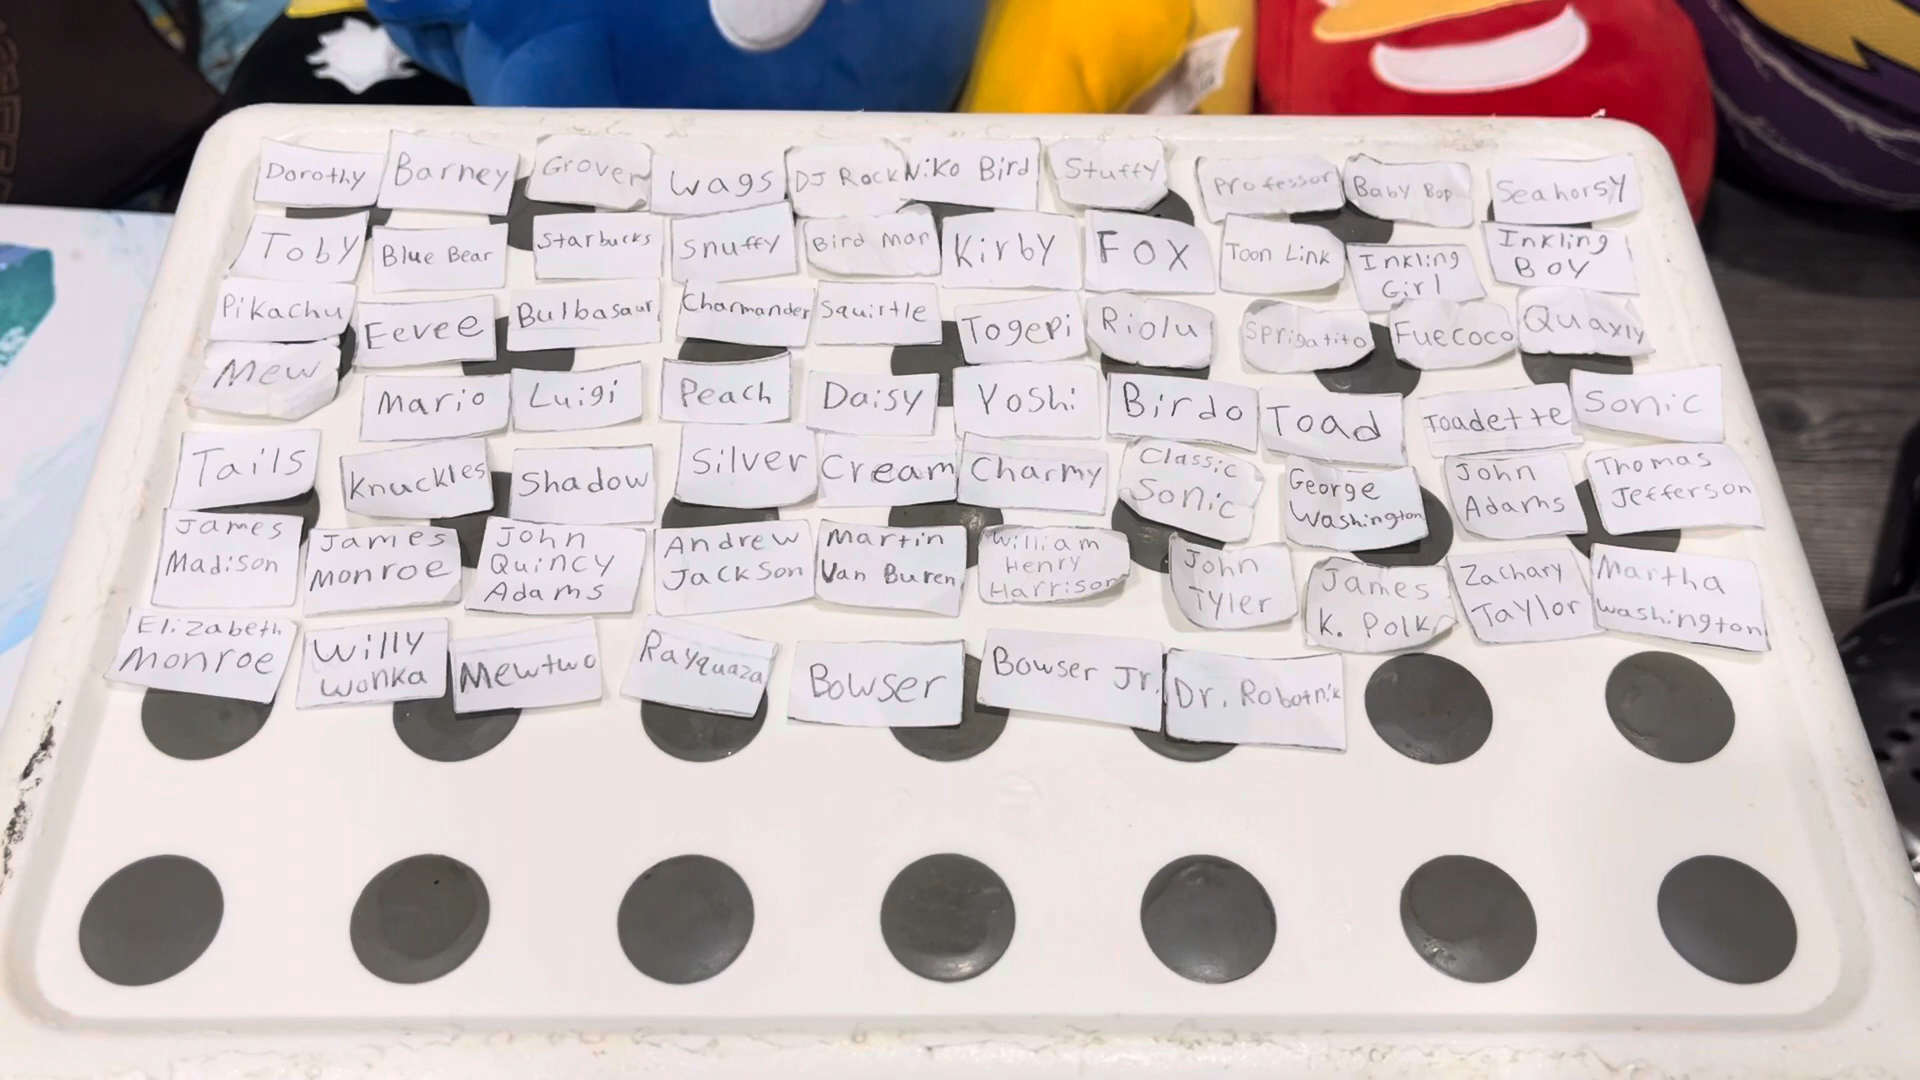 Dorothy
Barney
Grover
Wags
DJ Rock
Niko Bird
Stuffy
Professor
Baby Bop
Seahorsy
Toby
Blue Bear
Starbucks
Snuffy
Bird Man
Kirby
Fox
Toon Link
Inkling
Girl
Inkling
Boy
Pikachu
Eevee
Bulbasaur
Charmander
Squirtle
Togepi
Riolu
Sprigatito
Fuecoco
Quaxly
Mew
Mario
Luigi
Peach
Daisy
Yoshi
Birdo
Toad
Toadette
Sonic
Tails
Knuckles
Shadow
Silver
Cream
Charmy
Classic
Sonic
George
Washington
John
Adams
Thomas
Jefferson
James
Madison
James
Monroe
John
Quincy
Adams
Andrew
Jackson
Martin
Van Buren
William
Henry
Harrison
John
Tyler
James
K. Polk
Zachary
Taylor
Martha
Washington
Elizabeth
Monroe
Willy
Wonka
Mewtwo
Rayquaza
Bowser
Bowser Jr.
Dr. Robotnik